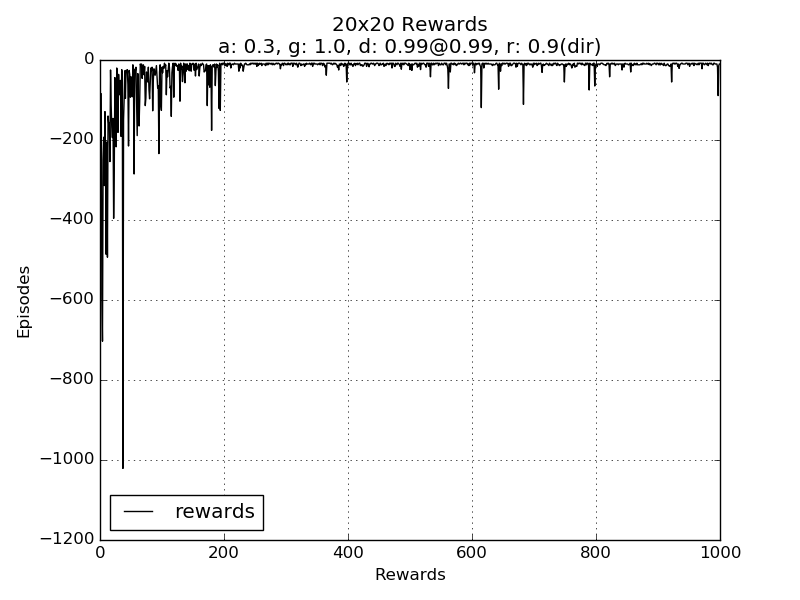 20x20 Rewards
a: 0.3, g: 1.0, d: 0.99@0.99, r: 0.9(dir)
0
−200
−400
−600
−800
−1000
−1200
Episodes
rewards
0 200 400 600 800 1000
Rewards